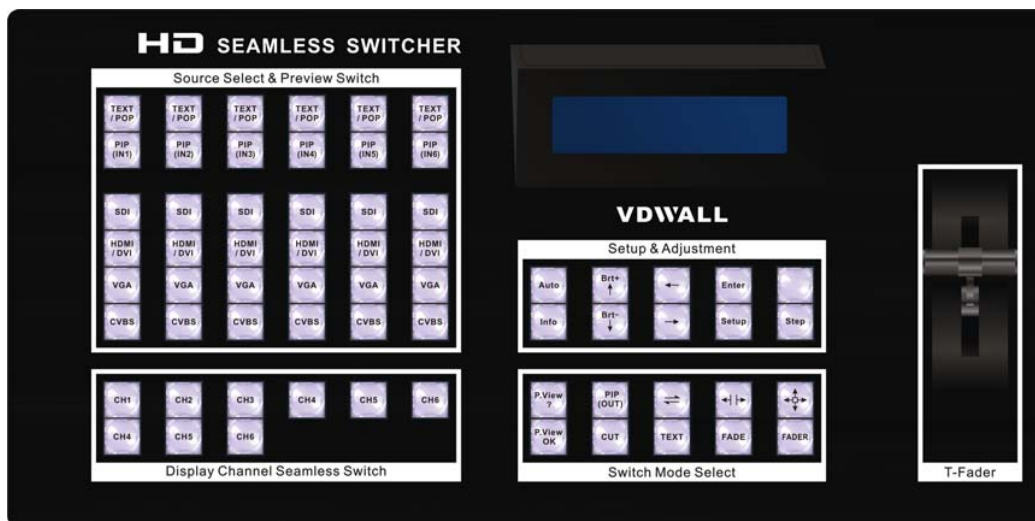 HD SEAMLESS SWITCHER
Source Select & Preview Switch
TEXT / POP TEXT / POP TEXT / POP TEXT / POP TEXT / POP TEXT / POP
PIP (IN1) PIP (IN2) PIP (IN3) PIP (IN4) PIP (IN5) PIP (IN6)
SDI SDI SDI SDI SDI SDI
HDMI / DVI HDMI / DVI HDMI / DVI HDMI / DVI HDMI / DVI HDMI / DVI
VGA VGA VGA VGA VGA VGA
CVBS CVBS CVBS CVBS CVBS CVBS
CH1 CH2 CH3 CH4 CH5 CH6
CH4 CH5 CH6
Display Channel Seamless Switch
VDWALL
Setup & Adjustment
Auto Brt+ ↑ ← Enter
Info Brt- ↓ → Setup Step
P.View ? PIP (OUT)
P.View OK CUT TEXT FADE FADER
Switch Mode Select
T-Fader